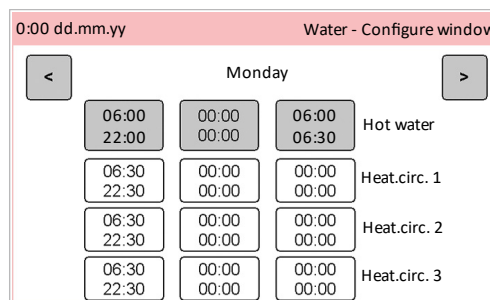 0:00 dd.mm.yy Water - Configure window
< Monday >
06:00 00:00 06:00 Hot water
22:00 00:00 06:30
06:30 00:00 00:00 Heat.circ. 1
22:30 00:00 00:00
06:30 00:00 00:00 Heat.circ. 2
22:30 00:00 00:00
06:30 00:00 00:00 Heat.circ. 3
22:30 00:00 00:00